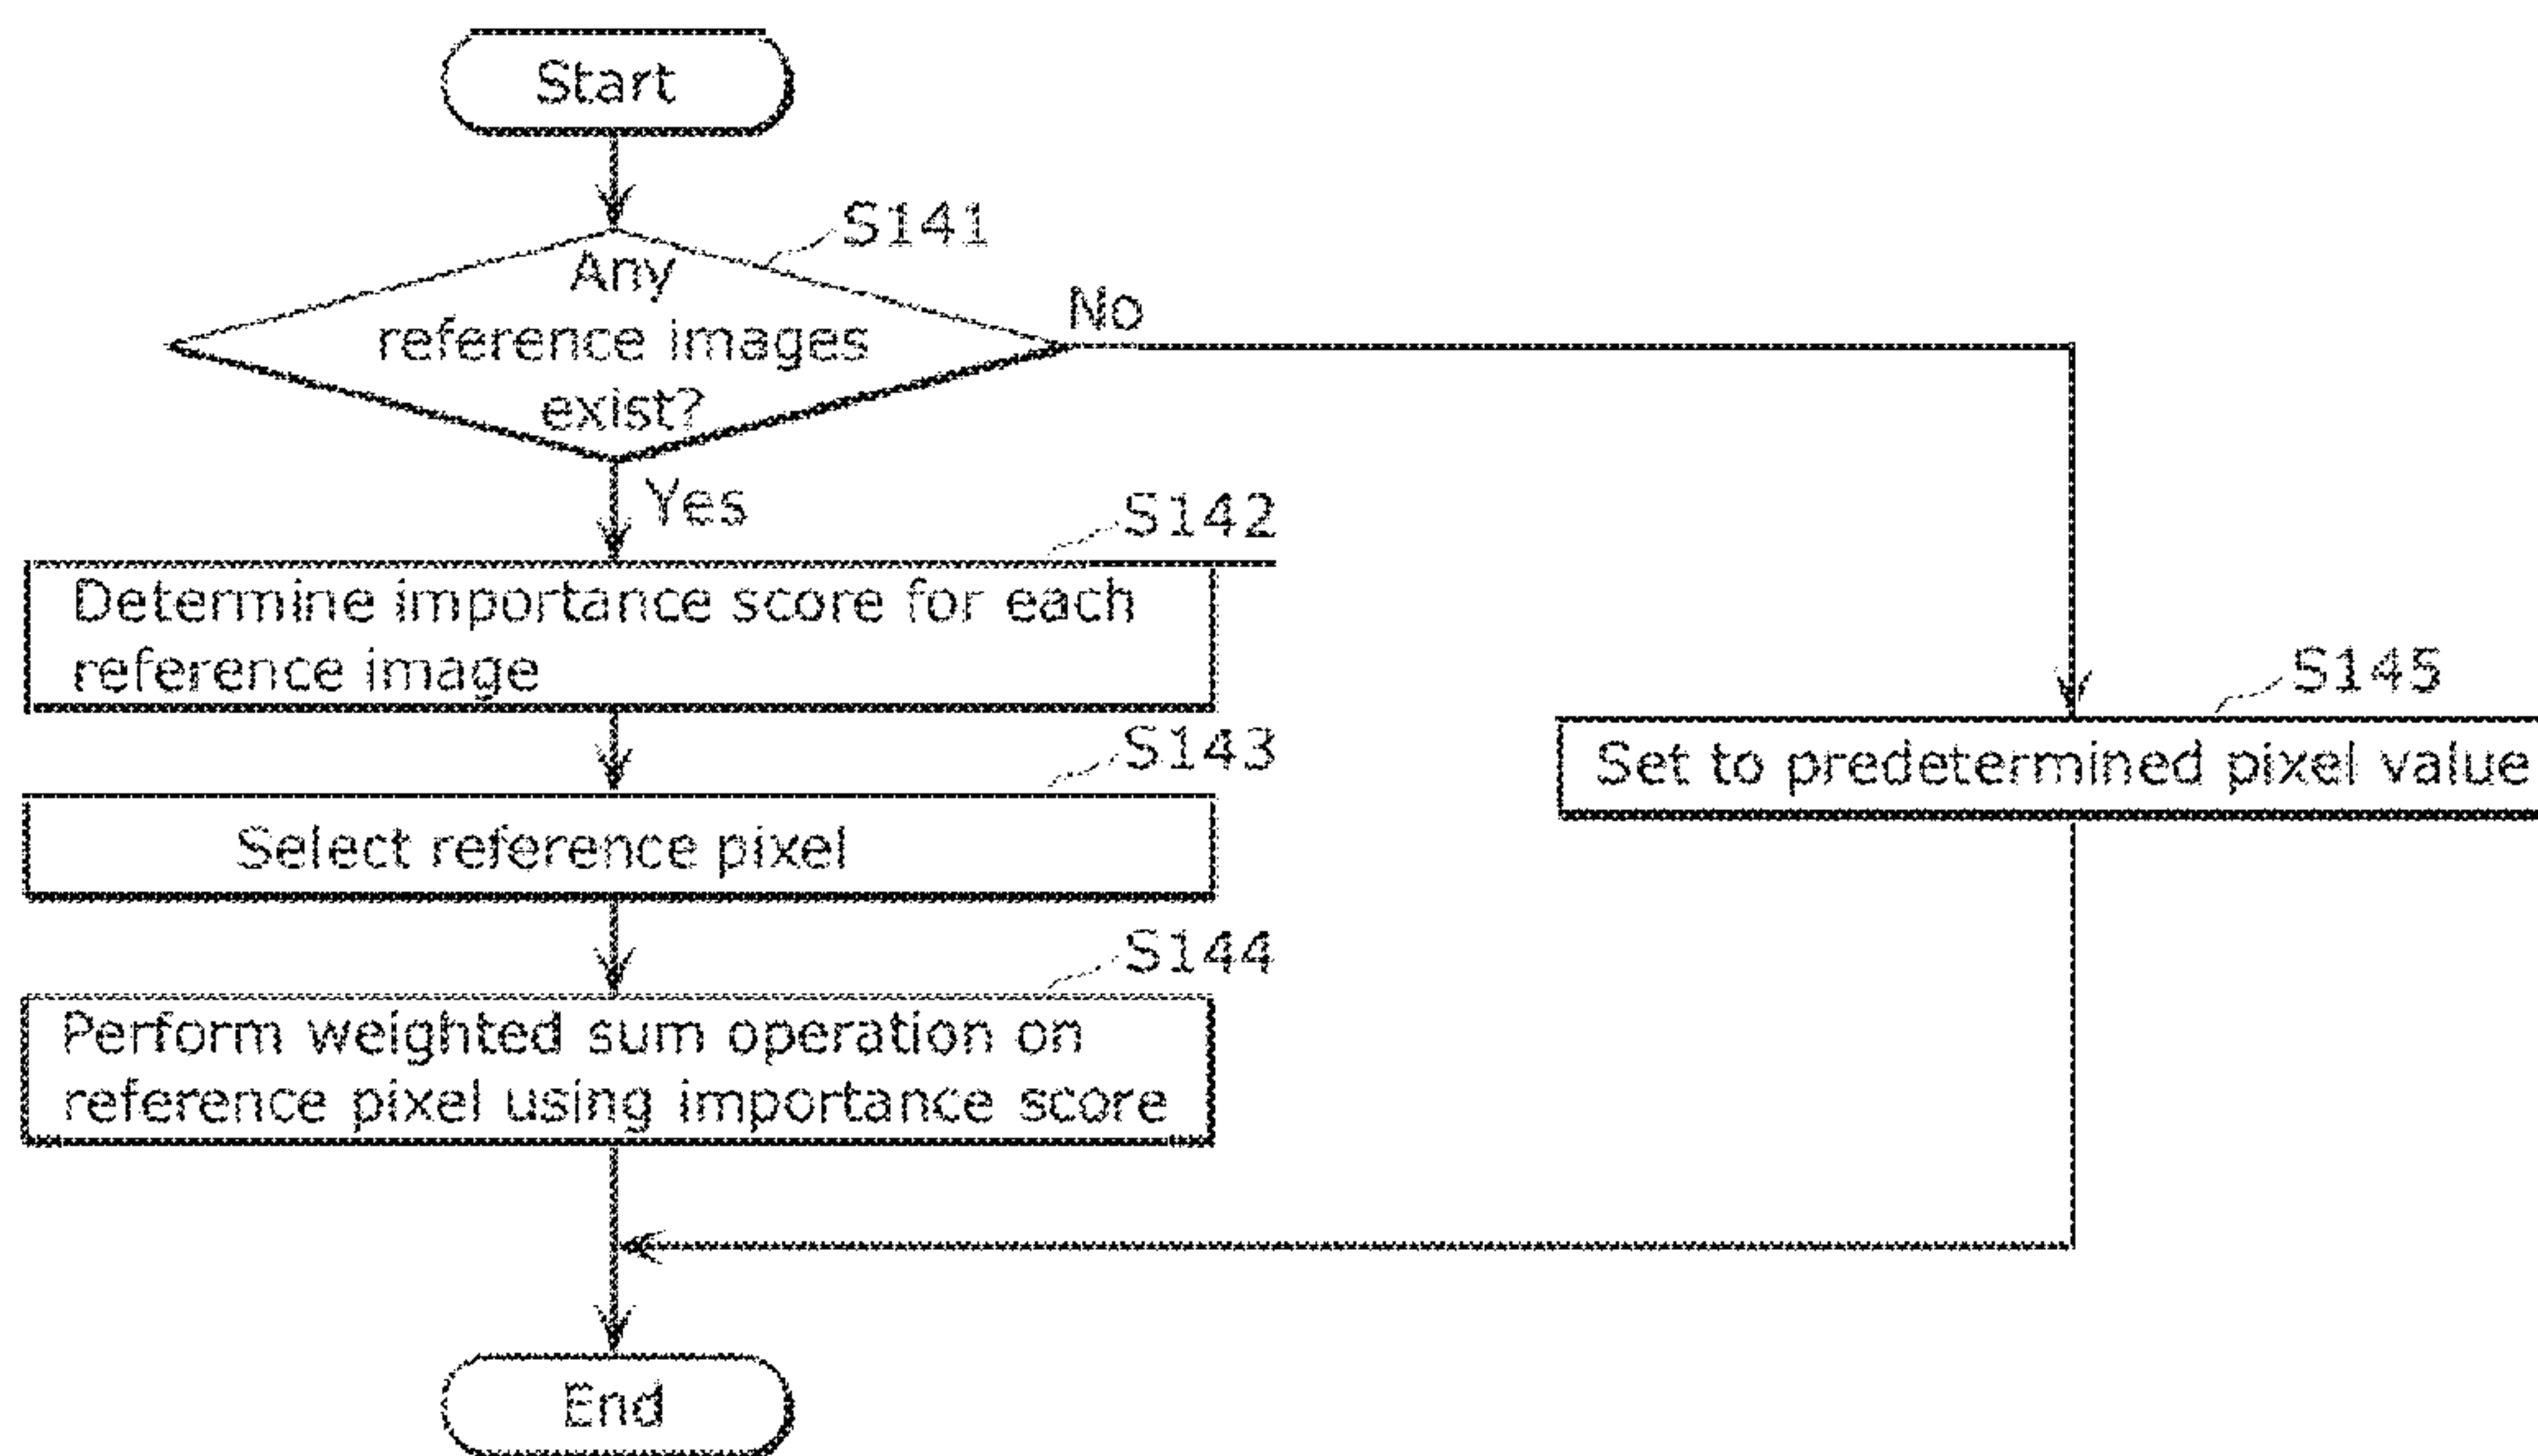 Start
S141
Any
reference images
exist?
No
Yes
S142
Determine importance score for each
reference image
S143
Select reference pixel
S144
Perform weighted sum operation on
reference pixel using importance score
S145
Set to predetermined pixel value
End